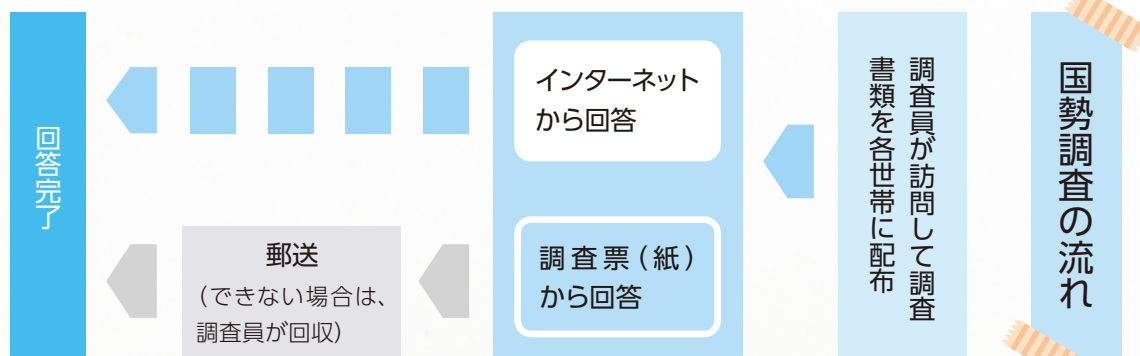 国勢調査の流れ
調査員が訪問して調査
書類を各世帯に配布
インターネット
から回答
調査票（紙）
から回答
郵送
（できない場合は、
調査員が回収）
回答完了